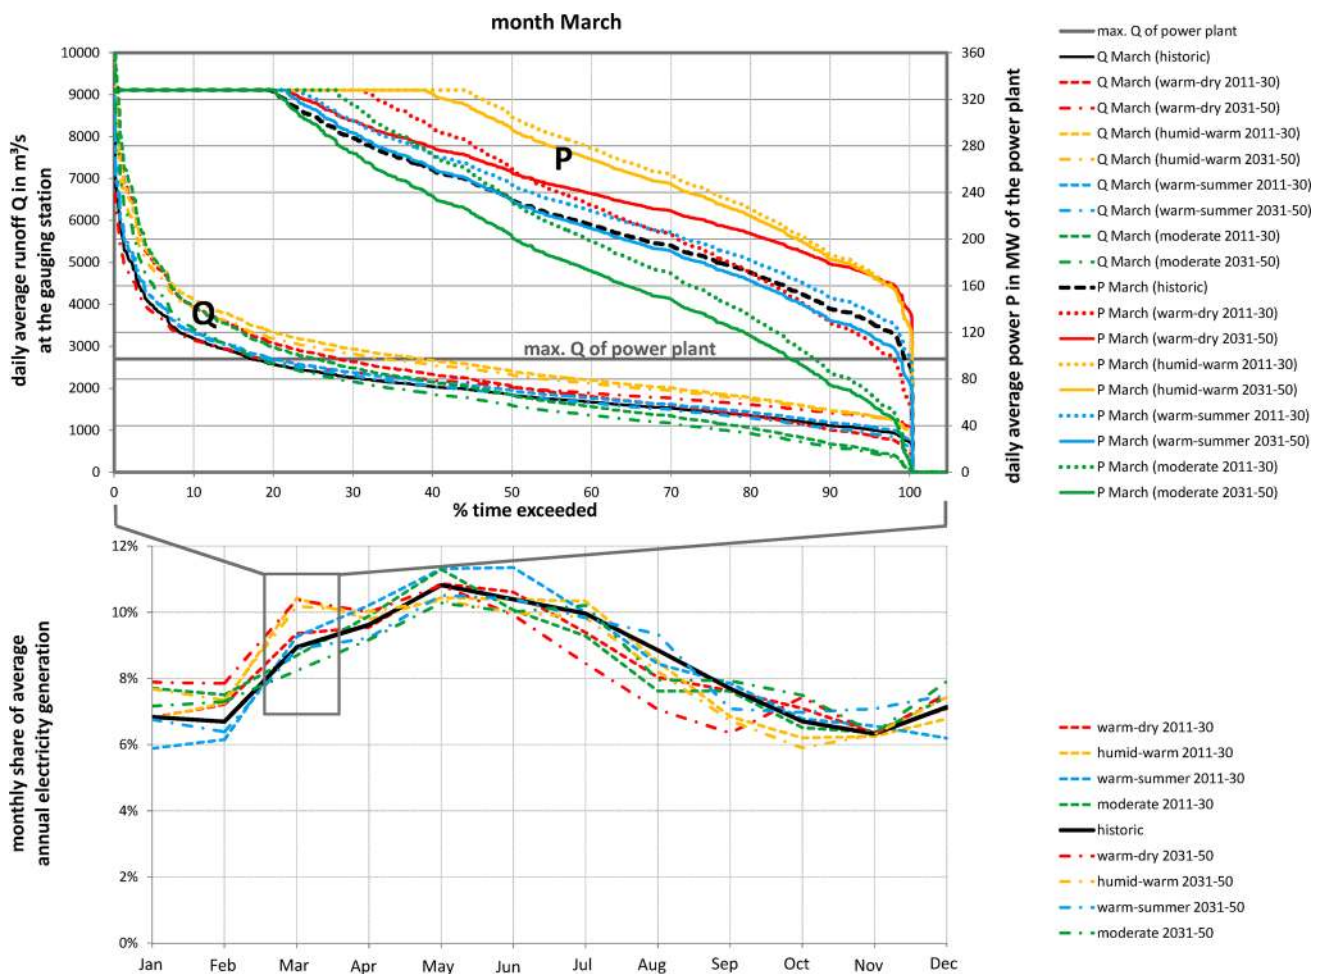 month March
daily average runoff Q in m³/s
at the gauging station
10000
9000
8000
7000
6000
5000
4000
3000
2000
1000
0
P
Q
max. Q of power plant
360
320
280
240
200
160
120
80
40
0
daily average power P in MW of the power plant
0 10 20 30 40 50 60 70 80 90 100
% time exceeded
max. Q of power plant
Q March (historic)
Q March (warm-dry 2011-30)
Q March (warm-dry 2031-50)
Q March (humid-warm 2011-30)
Q March (humid-warm 2031-50)
Q March (warm-summer 2011-30)
Q March (warm-summer 2031-50)
Q March (moderate 2011-30)
Q March (moderate 2031-50)
P March (historic)
P March (warm-dry 2011-30)
P March (warm-dry 2031-50)
P March (humid-warm 2011-30)
P March (humid-warm 2031-50)
P March (warm-summer 2011-30)
P March (warm-summer 2031-50)
P March (moderate 2011-30)
P March (moderate 2031-50)
monthly share of average
annual electricity generation
12%
10%
8%
6%
4%
2%
0%
Jan Feb Mar Apr May Jun Jul Aug Sep Oct Nov Dec
warm-dry 2011-30
humid-warm 2011-30
warm-summer 2011-30
moderate 2011-30
historic
warm-dry 2031-50
humid-warm 2031-50
warm-summer 2031-50
moderate 2031-50